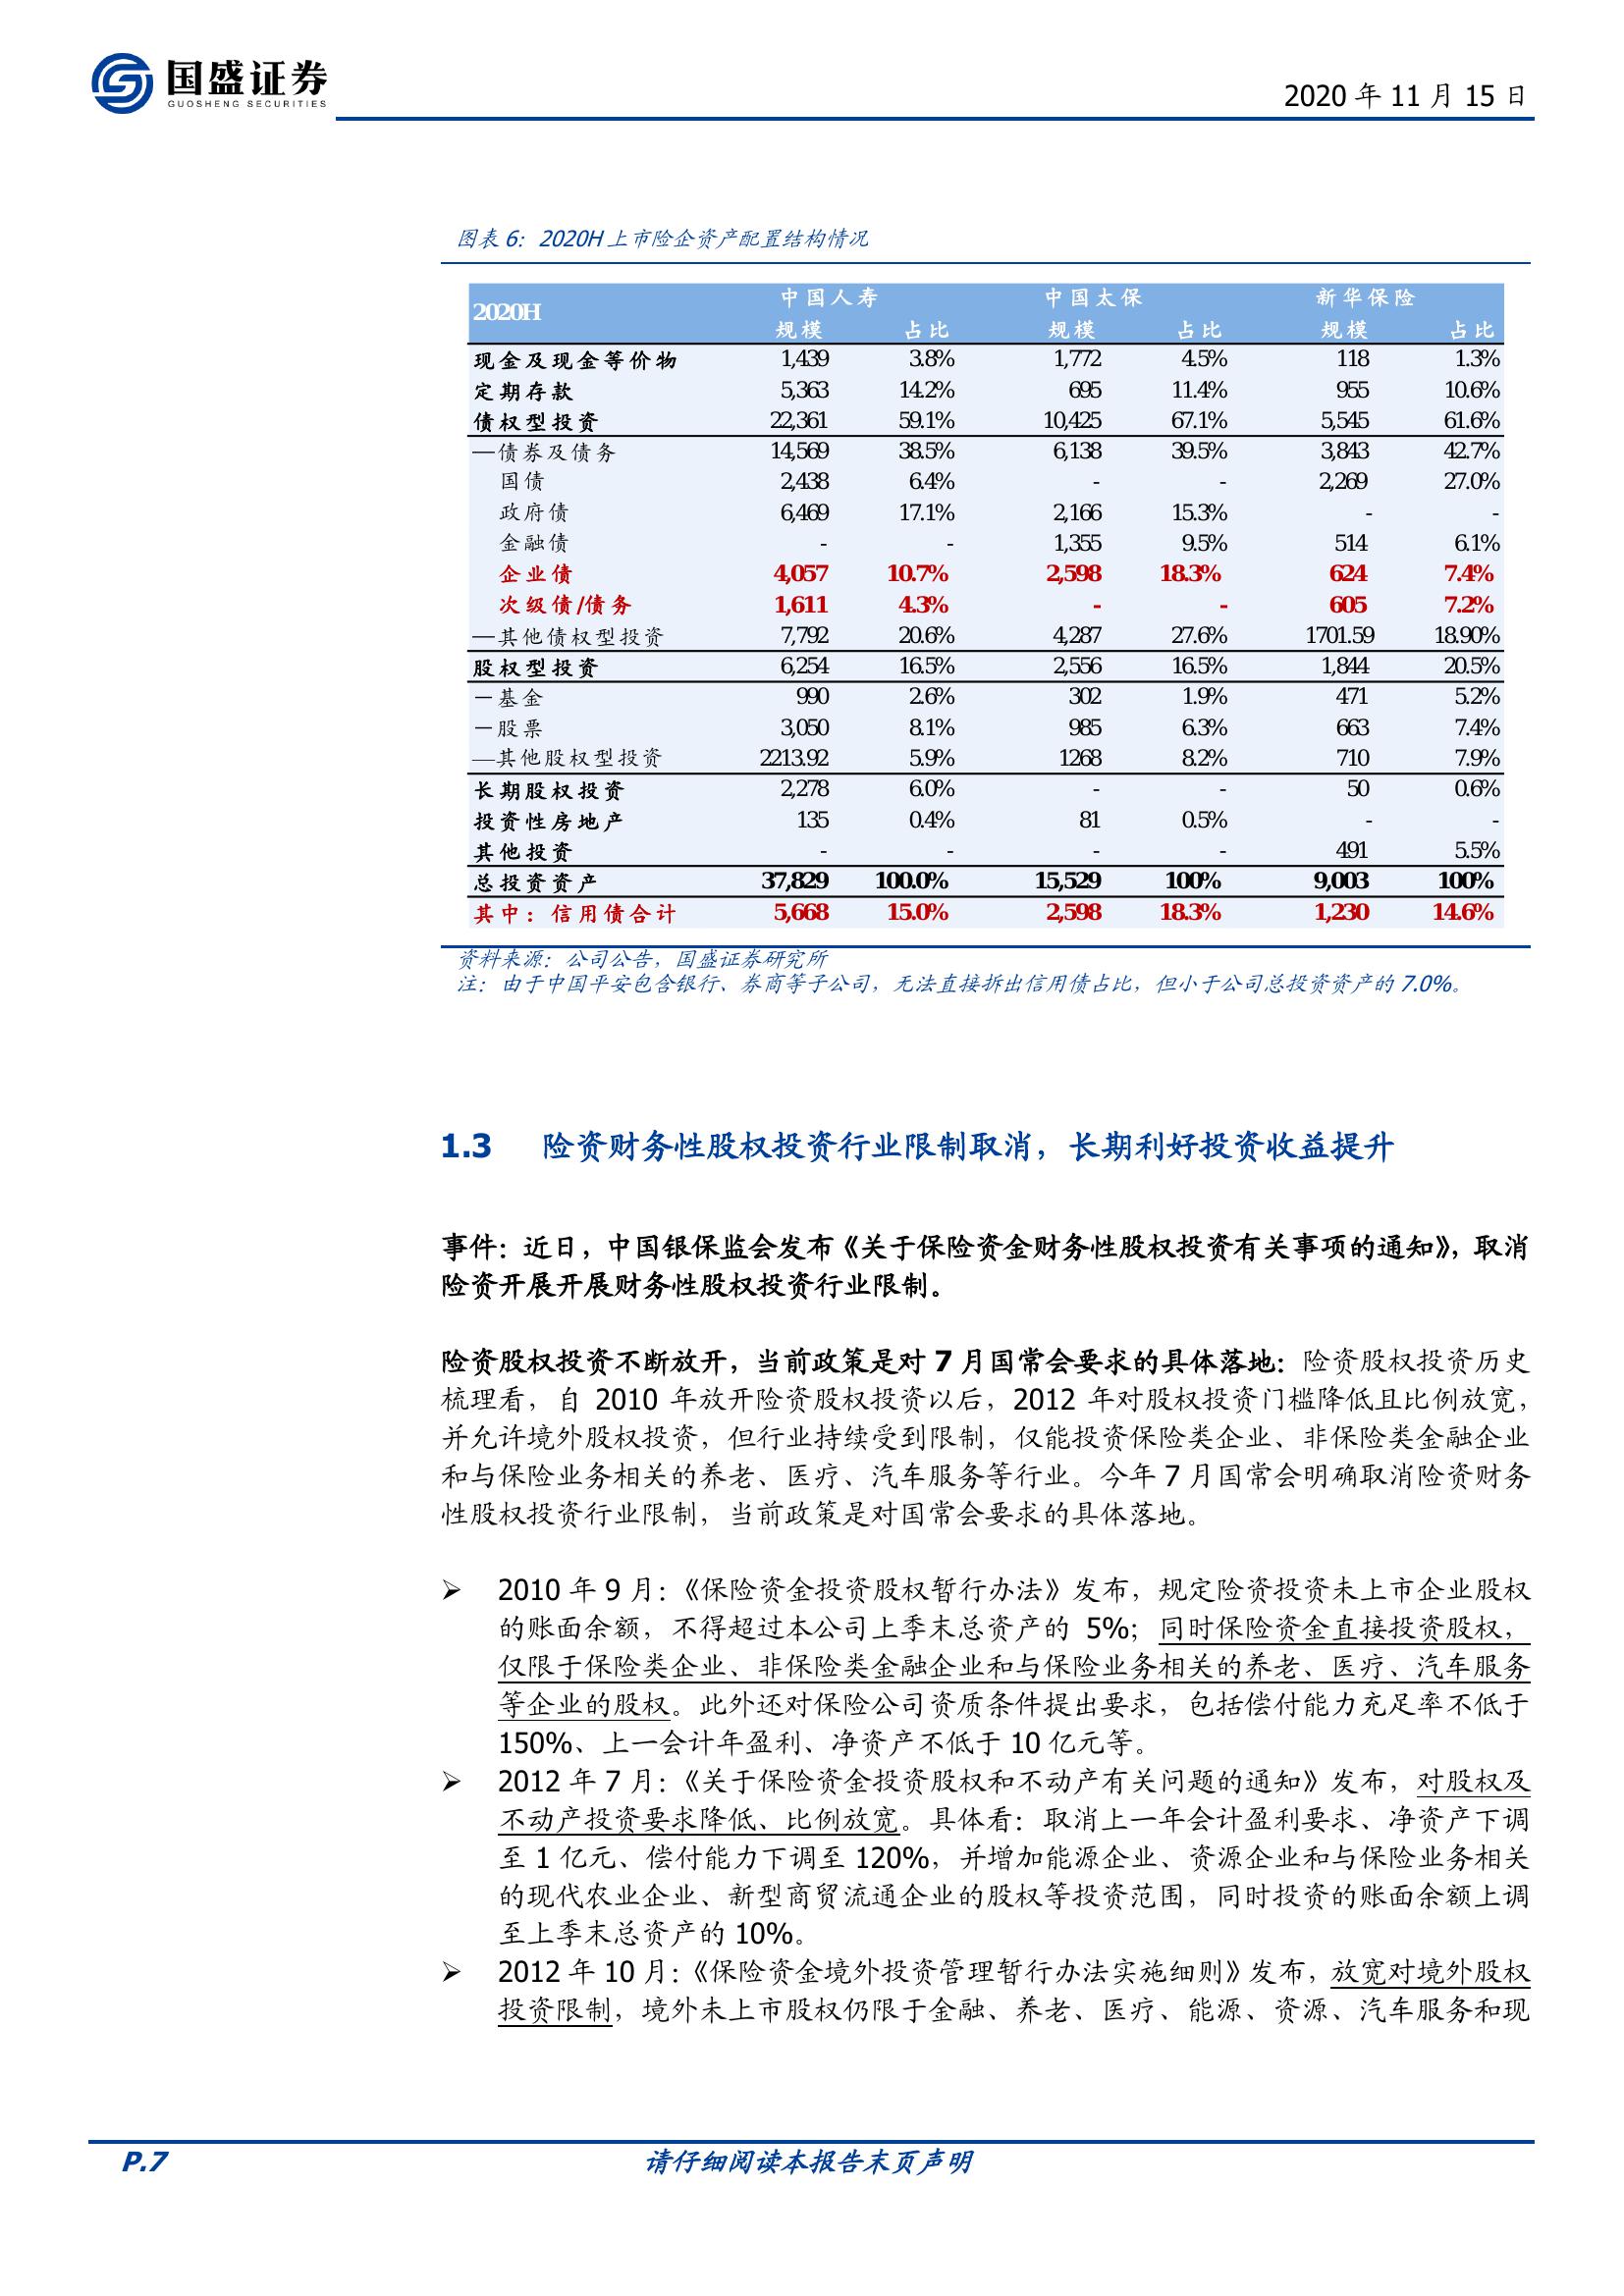 国盛证券
GUOSHENG SECURITIES
2020 年 11 月 15 日
图表 6：2020H 上市险企资产配置结构情况
2020H 中国人寿 中国太保 新华保险
规模 占比 规模 占比 规模 占比
现金及现金等价物 1,439 3.8% 1,772 4.5% 118 1.3%
定期存款 5,363 14.2% 695 11.4% 955 10.6%
债权型投资 22,361 59.1% 10,425 67.1% 5,545 61.6%
—债券及债务 14,569 38.5% 6,138 39.5% 3,843 42.7%
国债 2,438 6.4% - - 2,269 27.0%
政府债 6,469 17.1% 2,166 15.3% - -
金融债 - - 1,355 9.5% 514 6.1%
企业债 4,057 10.7% 2,598 18.3% 624 7.4%
次级债/债务 1,611 4.3% - - 605 7.2%
—其他债权型投资 7,792 20.6% 4,287 27.6% 1701.59 18.90%
股权型投资 6,254 16.5% 2,556 16.5% 1,844 20.5%
－基金 990 2.6% 302 1.9% 471 5.2%
－股票 3,050 8.1% 985 6.3% 663 7.4%
—其他股权型投资 2213.92 5.9% 1268 8.2% 710 7.9%
长期股权投资 2,278 6.0% - - 50 0.6%
投资性房地产 135 0.4% 81 0.5% - -
其他投资 - - - - 491 5.5%
总投资资产 37,829 100.0% 15,529 100% 9,003 100%
其中：信用债合计 5,668 15.0% 2,598 18.3% 1,230 14.6%
资料来源：公司公告，国盛证券研究所
注：由于中国平安包含银行、券商等子公司，无法直接拆出信用债占比，但小于公司总投资资产的 7.0%。
1.3 险资财务性股权投资行业限制取消，长期利好投资收益提升
事件：近日，中国银保监会发布《关于保险资金财务性股权投资有关事项的通知》，取消
险资开展开展财务性股权投资行业限制。
险资股权投资不断放开，当前政策是对 7 月国常会要求的具体落地：险资股权投资历史
梳理看，自 2010 年放开险资股权投资以后，2012 年对股权投资门槛降低且比例放宽，
并允许境外股权投资，但行业持续受到限制，仅能投资保险类企业、非保险类金融企业
和与保险业务相关的养老、医疗、汽车服务等行业。今年 7 月国常会明确取消险资财务
性股权投资行业限制，当前政策是对国常会要求的具体落地。
➢ 2010 年 9 月：《保险资金投资股权暂行办法》发布，规定险资投资未上市企业股权
的账面余额，不得超过本公司上季末总资产的 5%；同时保险资金直接投资股权，
仅限于保险类企业、非保险类金融企业和与保险业务相关的养老、医疗、汽车服务
等企业的股权。此外还对保险公司资质条件提出要求，包括偿付能力充足率不低于
150%、上一会计年盈利、净资产不低于 10 亿元等。
➢ 2012 年 7 月：《关于保险资金投资股权和不动产有关问题的通知》发布，对股权及
不动产投资要求降低、比例放宽。具体看：取消上一年会计盈利要求、净资产下调
至 1 亿元、偿付能力下调至 120%，并增加能源企业、资源企业和与保险业务相关
的现代农业企业、新型商贸流通企业的股权等投资范围，同时投资的账面余额上调
至上季末总资产的 10%。
➢ 2012 年 10 月：《保险资金境外投资管理暂行办法实施细则》发布，放宽对境外股权
投资限制，境外未上市股权仍限于金融、养老、医疗、能源、资源、汽车服务和现
P.7 请仔细阅读本报告末页声明